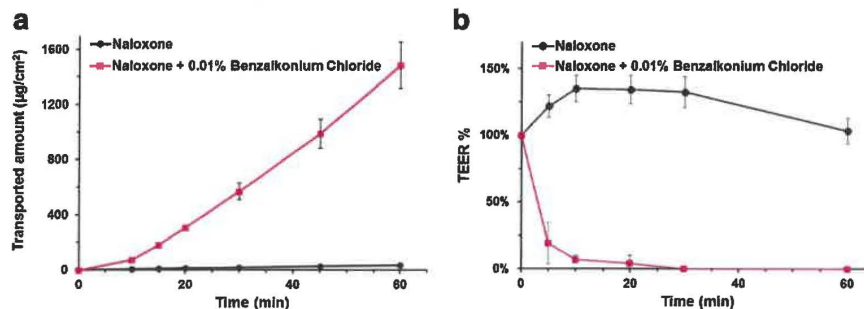 a
Naloxone
Naloxone + 0.01% Benzalkonium Chloride
Transported amount (µg/cm²)
1600
1200
800
400
0
0
20
40
60
Time (min)
b
Naloxone
Naloxone + 0.01% Benzalkonium Chloride
TEER %
150%
100%
50%
0%
0
20
40
60
Time (min)